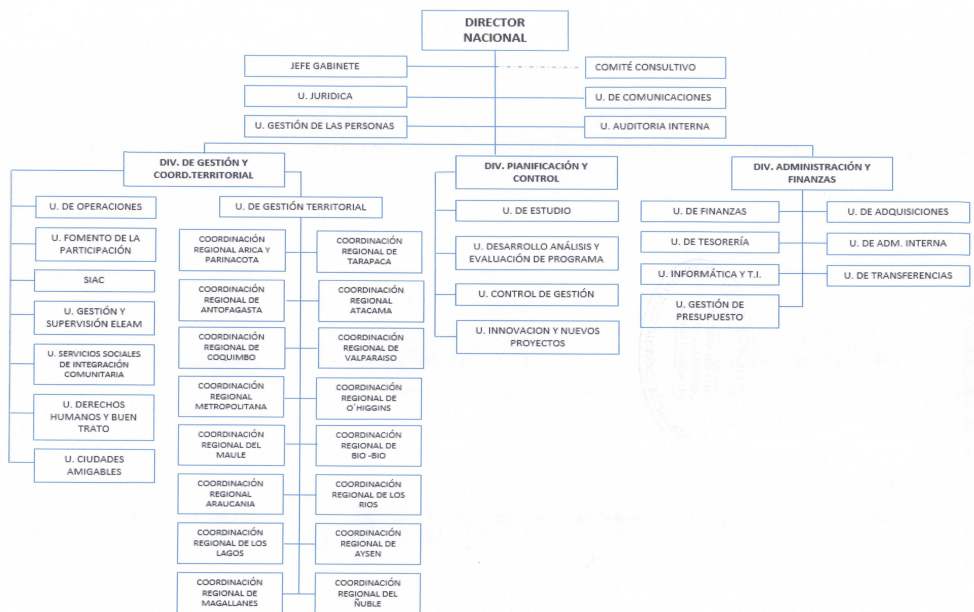 DIRECTOR
NACIONAL
JEFE GABINETE
COMITÉ CONSULTIVO
U. JURIDICA
U. DE COMUNICACIONES
U. GESTIÓN DE LAS PERSONAS
U. AUDITORIA INTERNA
DIV. DE GESTIÓN Y
COORD.TERRITORIAL
U. DE OPERACIONES
U. FOMENTO DE LA
PARTICIPACIÓN
SIAC
U. GESTIÓN Y
SUPERVISIÓN ELEAM
U. SERVICIOS SOCIALES
DE INTEGRACIÓN
COMUNITARIA
U. DERECHOS
HUMANOS Y BUEN
TRATO
U. CIUDADES
AMIGABLES
U. DE GESTIÓN TERRITORIAL
COORDINACIÓN
REGIONAL ARICA Y
PARINACOTA
COORDINACIÓN
REGIONAL DE
TARAPACA
COORDINACIÓN
REGIONAL DE
ANTOFAGASTA
COORDINACIÓN
REGIONAL
ATACAMA
COORDINACIÓN
REGIONAL DE
COQUIMBO
COORDINACIÓN
REGIONAL DE
VALPARAISO
COORDINACIÓN
REGIONAL
METROPOLITANA
COORDINACIÓN
REGIONAL DE
O´HIGGINS
COORDINACIÓN
REGIONAL DEL
MAULE
COORDINACIÓN
REGIONAL DE
BIO -BIO
COORDINACIÓN
REGIONAL
ARAUCANIA
COORDINACIÓN
REGIONAL DE LOS
RIOS
COORDINACIÓN
REGIONAL DE LOS
LAGOS
COORDINACIÓN
REGIONAL DE
AYSEN
COORDINACIÓN
REGIONAL DE
MAGALLANES
COORDINACIÓN
REGIONAL DEL
ÑUBLE
DIV. PIANIFICACIÓN Y
CONTROL
U. DE ESTUDIO
U. DESARROLLO ANÁLISIS Y
EVALUACIÓN DE PROGRAMA
U. CONTROL DE GESTIÓN
U. INNOVACION Y NUEVOS
PROYECTOS
DIV. ADMINISTRACIÓN Y
FINANZAS
U. DE FINANZAS
U. DE ADQUISICIONES
U. DE TESORERÍA
U. DE ADM. INTERNA
U. INFORMÁTICA Y T.I.
U. DE TRANSFERENCIAS
U. GESTIÓN DE
PRESUPUESTO